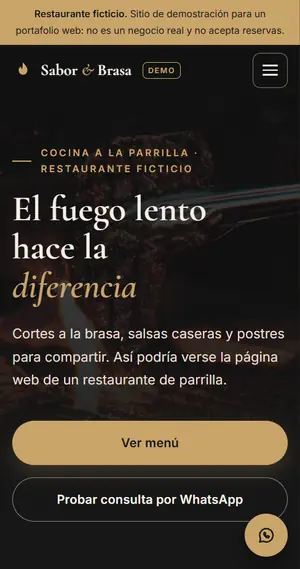 Restaurante ficticio. Sitio de demostración para un
portafolio web: no es un negocio real y no acepta reservas.
Sabor & Brasa DEMO
COCINA A LA PARRILLA ·
RESTAURANTE FICTICIO
El fuego lento
hace la
diferencia
Cortes a la brasa, salsas caseras y postres
para compartir. Así podría verse la página
web de un restaurante de parrilla.
Ver menú
Probar consulta por WhatsApp